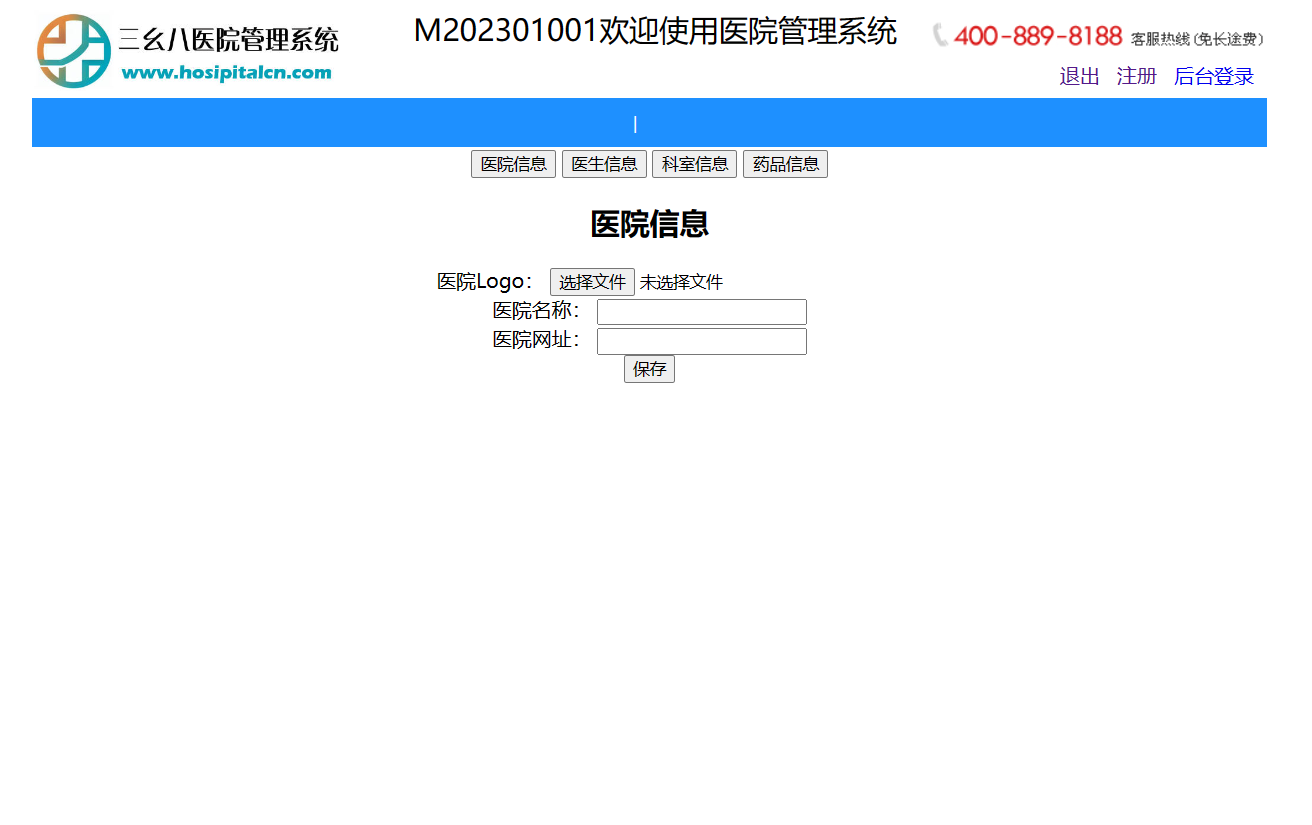 三幺八医院管理系统
www.hosipitalcn.com
M202301001欢迎使用医院管理系统
400-889-8188 客服热线(免长途费)
退出 注册 后台登录
|
医院信息 医生信息 科室信息 药品信息
医院信息
医院Logo： 选择文件 未选择文件
医院名称：
医院网址：
保存